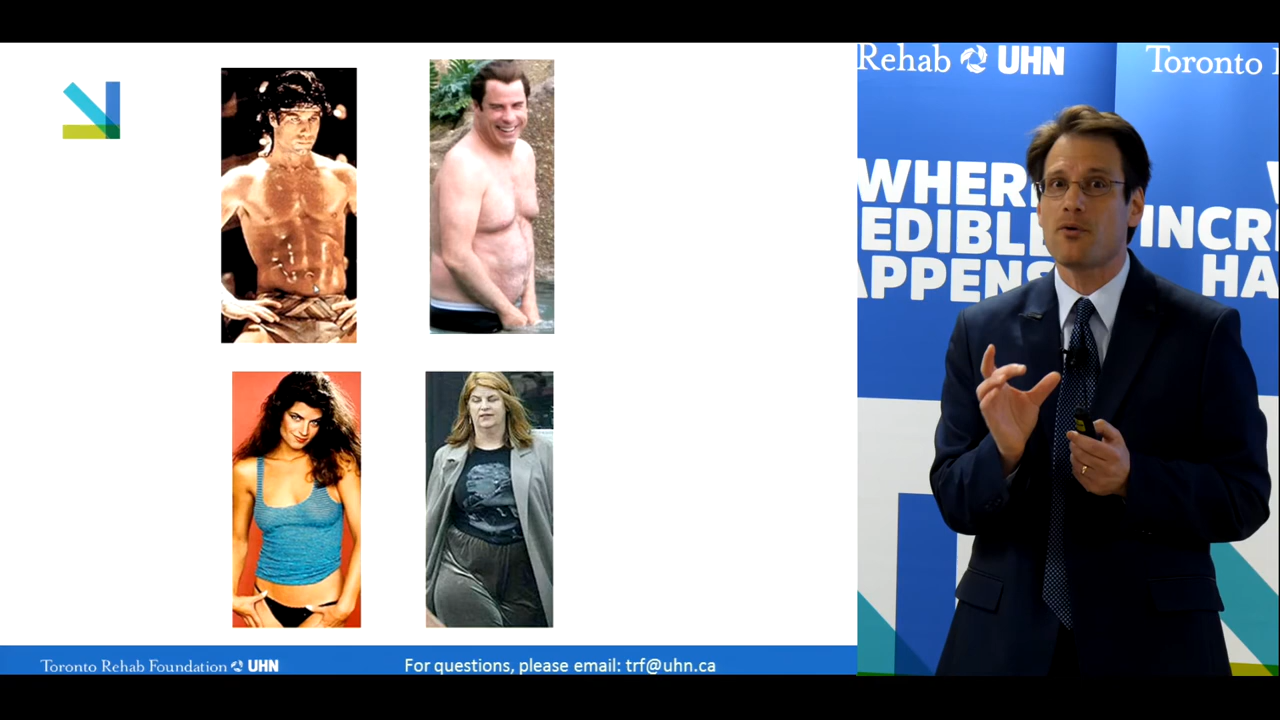 Rehab UHN
Toronto
WHER
EDIBLE
APPENS
INCR
HA
Toronto Rehab Foundation UHN
For questions, please email: trf@uhn.ca